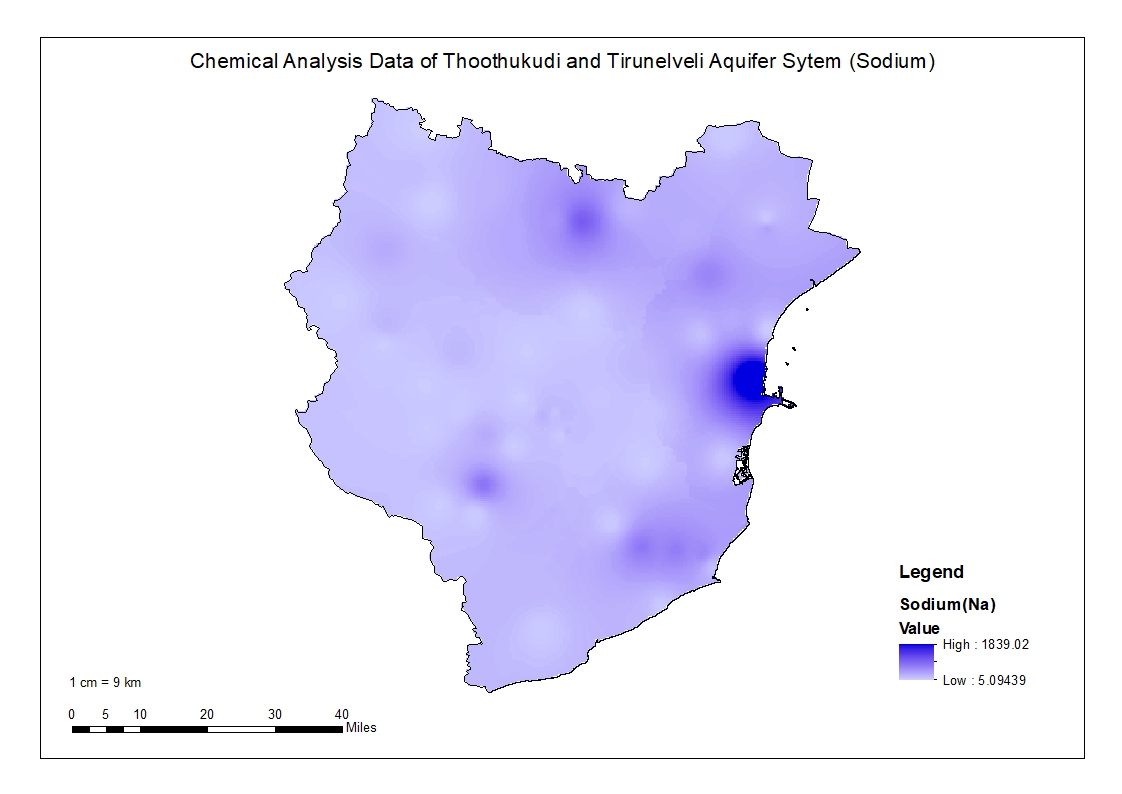 Chemical Analysis Data of Thoothukudi and Tirunelveli Aquifer Sytem (Sodium)
Legend
Sodium(Na)
Value
High : 1839.02
Low : 5.09439
1 cm = 9 km
0 5 10 20 30 40
Miles